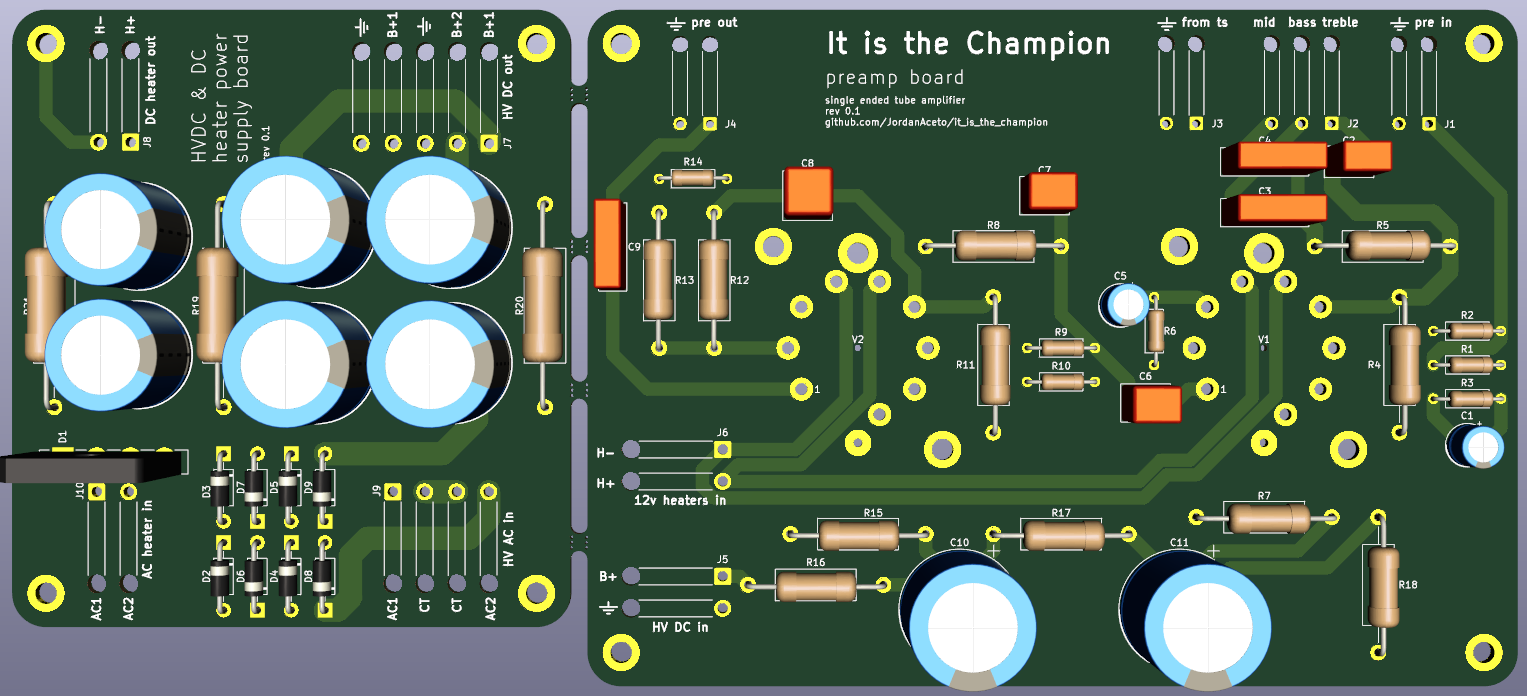 H-
H+
DC heater out
J8
HVDC & DC
heater power
supply board
rev 0.1
B+1
B+2
B+1
HV DC out
J7
R19
R20
D1
J10
AC heater in
AC1
AC2
D3
D7
D5
D9
D2
D6
D4
D8
J9
HV AC in
AC1
CT
CT
AC2
pre out
J4
It is the Champion
preamp board
single ended tube amplifier
rev 0.1
github.com/JordanAceto/it_is_the_champion
from ts
mid bass treble
pre in
J3
J2
J1
C4
C2
C3
R14
C8
C7
C9
R13
R12
R8
R5
C5
R6
V2
V1
R9
R10
R11
C6
1
1
R4
R2
R1
R3
C1
J6
H-
H+
12v heaters in
R15
R17
R7
C10
C11
R16
R18
J5
B+
HV DC in